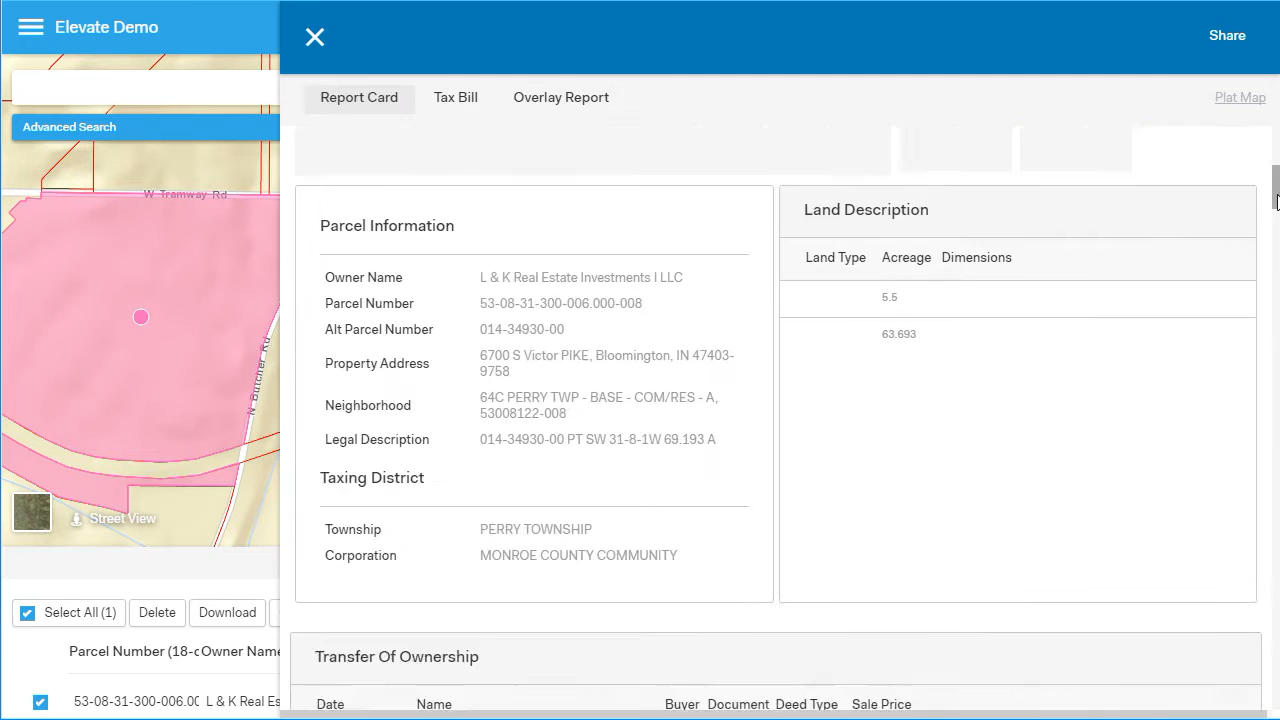 Elevate Demo
Share
Report Card Tax Bill Overlay Report Plat Map
Advanced Search
W Tramway Rd
N Butcher Rd
Street View
Select All (1) Delete Download
Parcel Number (18-c Owner Name
53-08-31-300-006.00 L & K Real Es
Parcel Information
Owner Name L & K Real Estate Investments I LLC
Parcel Number 53-08-31-300-006.000-008
Alt Parcel Number 014-34930-00
Property Address 6700 S Victor PIKE, Bloomington, IN 47403-
9758
Neighborhood 64C PERRY TWP - BASE - COM/RES - A,
53008122-008
Legal Description 014-34930-00 PT SW 31-8-1W 69.193 A
Taxing District
Township PERRY TOWNSHIP
Corporation MONROE COUNTY COMMUNITY
Land Description
Land Type Acreage Dimensions
5.5
63.693
Transfer Of Ownership
Date Name Buyer Document Deed Type Sale Price